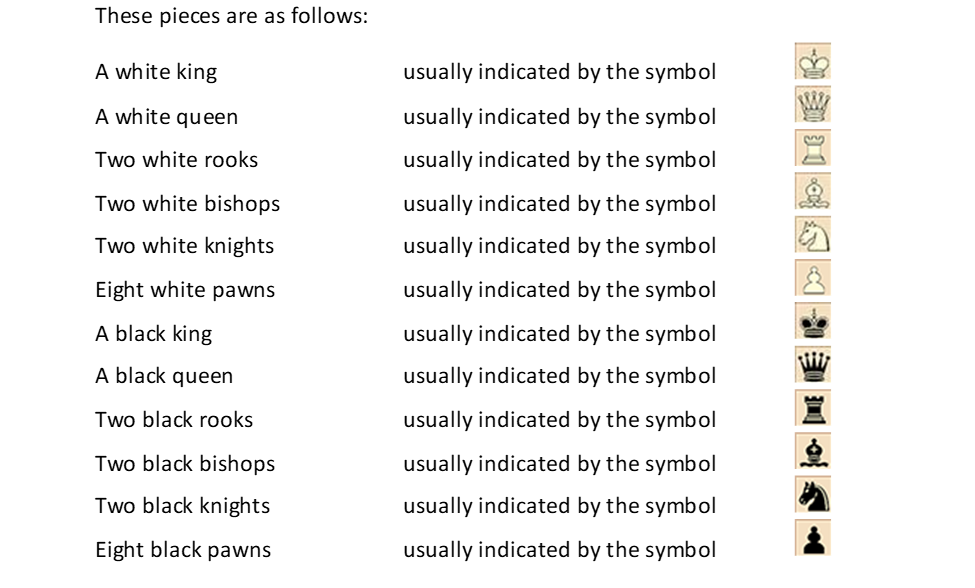 These pieces are as follows:
A white king usually indicated by the symbol
A white queen usually indicated by the symbol
Two white rooks usually indicated by the symbol
Two white bishops usually indicated by the symbol
Two white knights usually indicated by the symbol
Eight white pawns usually indicated by the symbol
A black king usually indicated by the symbol
A black queen usually indicated by the symbol
Two black rooks usually indicated by the symbol
Two black bishops usually indicated by the symbol
Two black knights usually indicated by the symbol
Eight black pawns usually indicated by the symbol